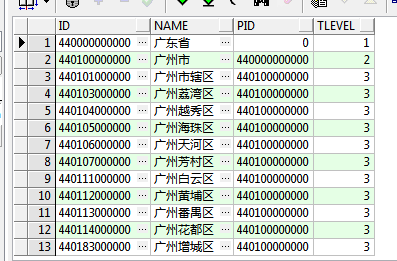 ID NAME PID TLEVEL
1 440000000000 ··· 广东省 ··· 0 1
2 440100000000 ··· 广州市 ··· 440000000000 2
3 440101000000 ··· 广州市辖区 ··· 440100000000 3
4 440103000000 ··· 广州荔湾区 ··· 440100000000 3
5 440104000000 ··· 广州越秀区 ··· 440100000000 3
6 440105000000 ··· 广州海珠区 ··· 440100000000 3
7 440106000000 ··· 广州天河区 ··· 440100000000 3
8 440107000000 ··· 广州芳村区 ··· 440100000000 3
9 440111000000 ··· 广州白云区 ··· 440100000000 3
10 440112000000 ··· 广州黄埔区 ··· 440100000000 3
11 440113000000 ··· 广州番禺区 ··· 440100000000 3
12 440114000000 ··· 广州花都区 ··· 440100000000 3
13 440183000000 ··· 广州增城区 ··· 440100000000 3